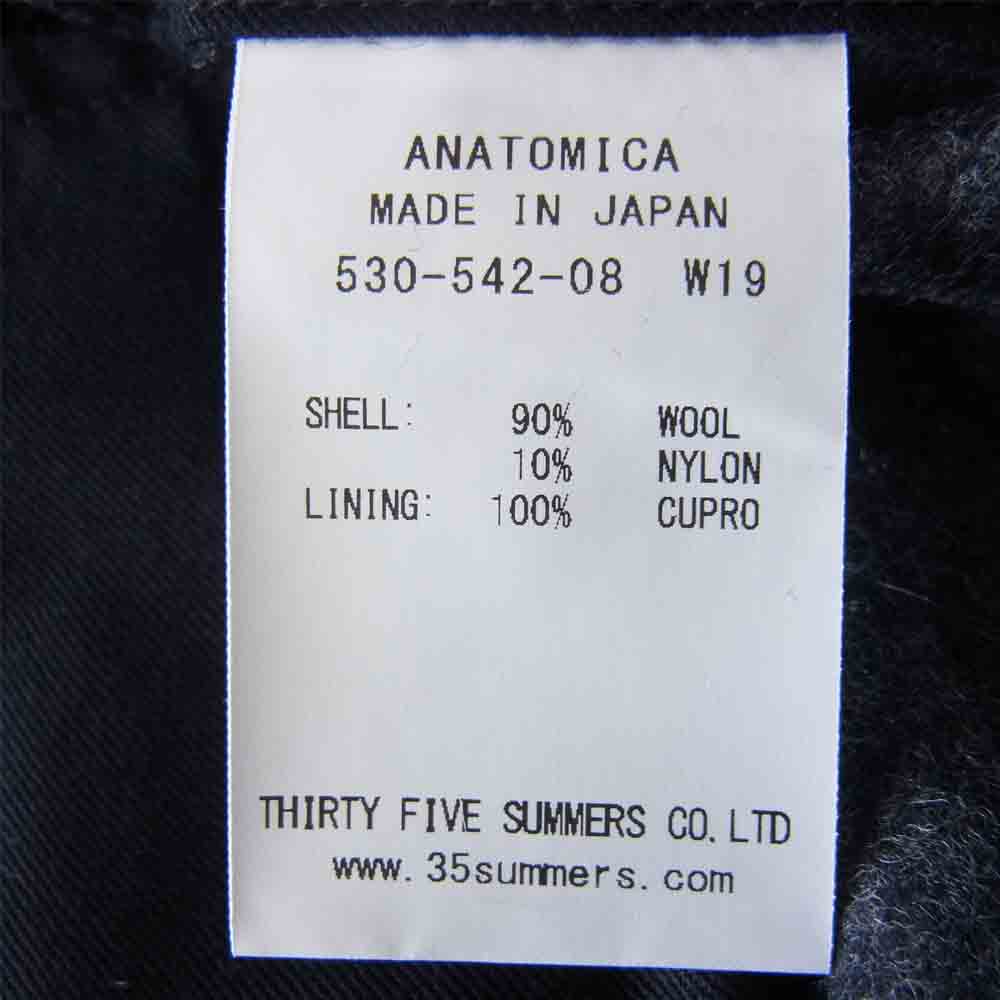 ANATOMICA
MADE IN JAPAN
530-542-08 W19
SHELL: 90% WOOL
10% NYLON
LINING: 100% CUPRO
THIRTY FIVE SUMMERS CO.LTD
www.35summers.com